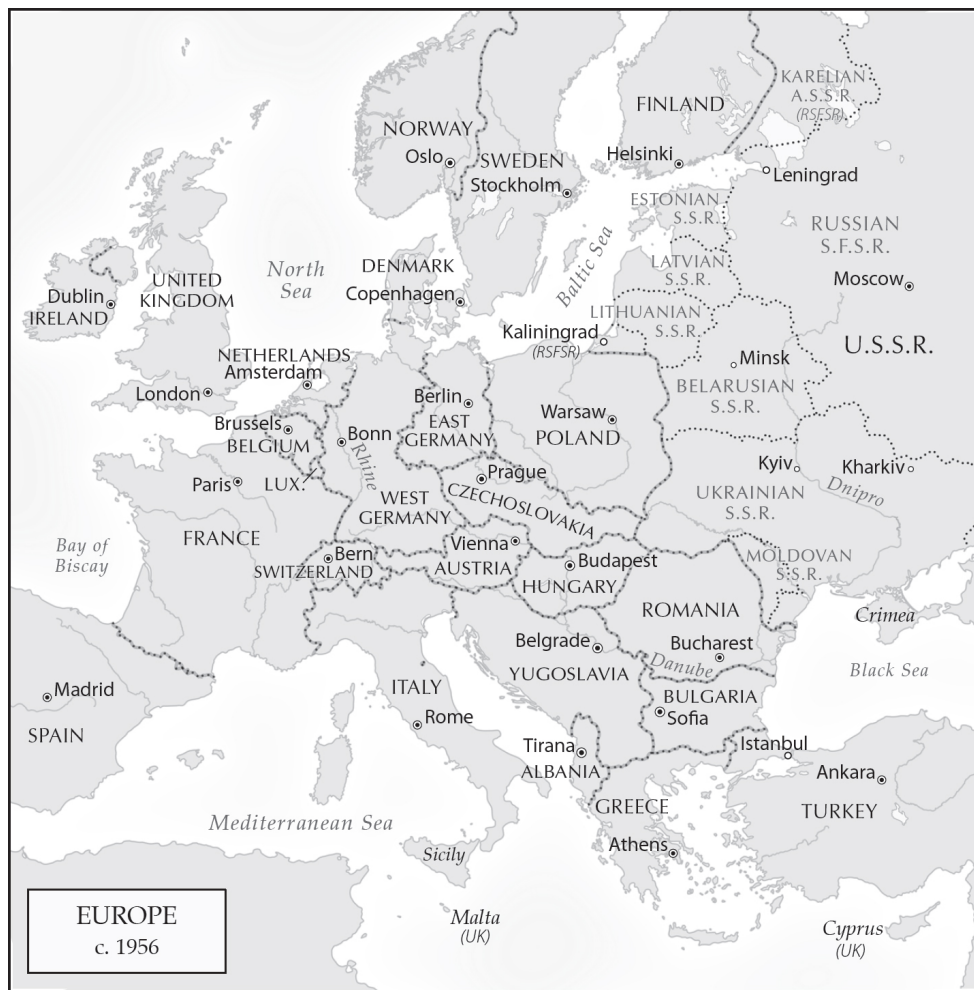 KARELIAN
A.S.S.R.
(RSFSR)
FINLAND
NORWAY
Oslo
SWEDEN
Helsinki
Stockholm
Leningrad
ESTONIAN
S.S.R.
RUSSIAN
S.F.S.R.
North
Sea
DENMARK
Baltic Sea
LATVIAN
S.S.R.
Moscow
UNITED
KINGDOM
Dublin
IRELAND
Copenhagen
LITHUANIAN
S.S.R.
Kaliningrad
(RSFSR)
U.S.S.R.
NETHERLANDS
Amsterdam
Minsk
BELARUSIAN
S.S.R.
London
Berlin
EAST
GERMANY
Warsaw
POLAND
Brussels
BELGIUM
Bonn
Rhine
Kyiv
Kharkiv
Prague
Paris
LUX.
CZECHOSLOVAKIA
Dnipro
UKRAINIAN
S.S.R.
WEST
GERMANY
FRANCE
Bay of
Biscay
Bern
SWITZERLAND
Vienna
AUSTRIA
Budapest
HUNGARY
MOLDOVAN
S.S.R.
ROMANIA
Crimea
Belgrade
Bucharest
Danube
YUGOSLAVIA
Black Sea
Madrid
SPAIN
ITALY
Rome
BULGARIA
Sofia
Tirana
ALBANIA
Istanbul
Ankara
TURKEY
GREECE
Mediterranean Sea
Athens
Sicily
Malta
(UK)
Cyprus
(UK)
EUROPE
c. 1956